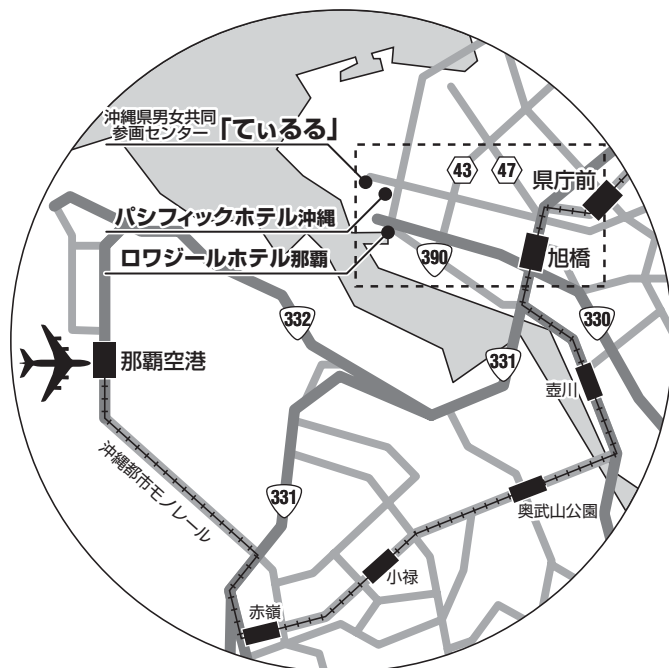 沖縄県男女共同
参画センター「てぃるる」
43
47
県庁前
パシフィックホテル沖縄
ロワジールホテル那覇
390
旭橋
332
330
331
那覇空港
壺川
沖縄都市モノレール
331
奥武山公園
小禄
赤嶺